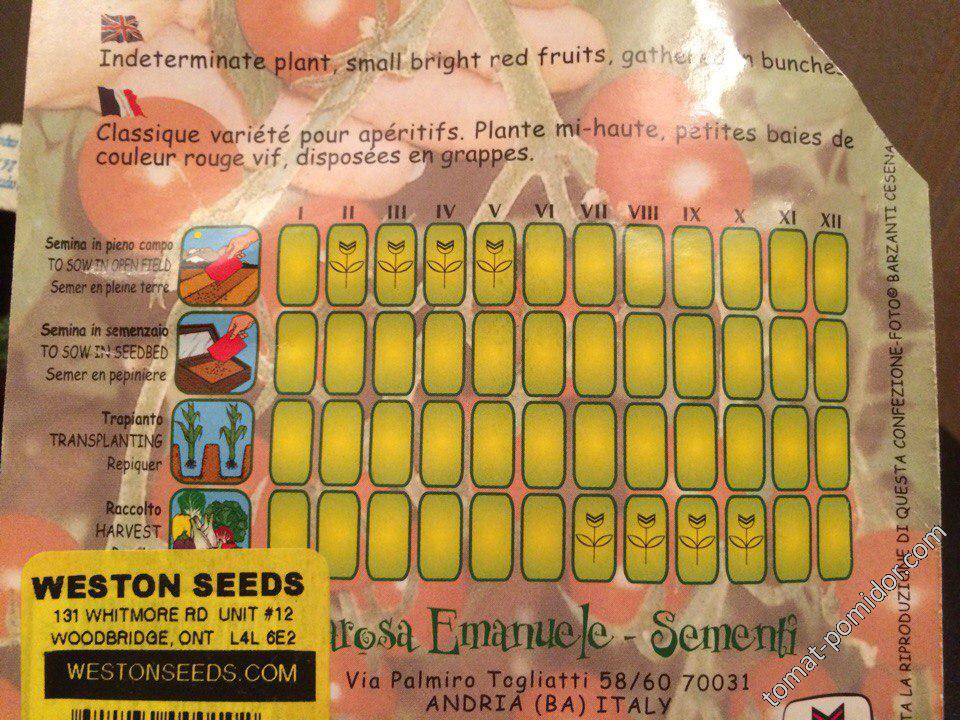 Indeterminate plant, small bright red fruits, gathered in bunches
Classique variété pour apéritifs. Plante mi-haute, petites baies de
couleur rouge vif, disposées en grappes.
I II III IV V VI VII VIII IX X XI XII
Semina in pieno campo
TO SOW IN OPEN FIELD
Semer en pleine terre
Semina in semenzaio
TO SOW IN SEEDBED
Semer en pepiniere
Trapianto
TRANSPLANTING
Repiquer
Raccolto
HARVEST
WESTON SEEDS
131 WHITMORE RD UNIT #12
WOODBRIDGE, ONT L4L 6E2
WESTONSEEDS.COM
arosa Emanuele - Sementi
Via Palmiro Togliatti 58/60 70031
ANDRIA (BA) ITALY
TA LA RIPRODUZIONE DI QUESTA CONFEZIONE-FOTO© BARZANTI CESENA
tomat-pomidor.com